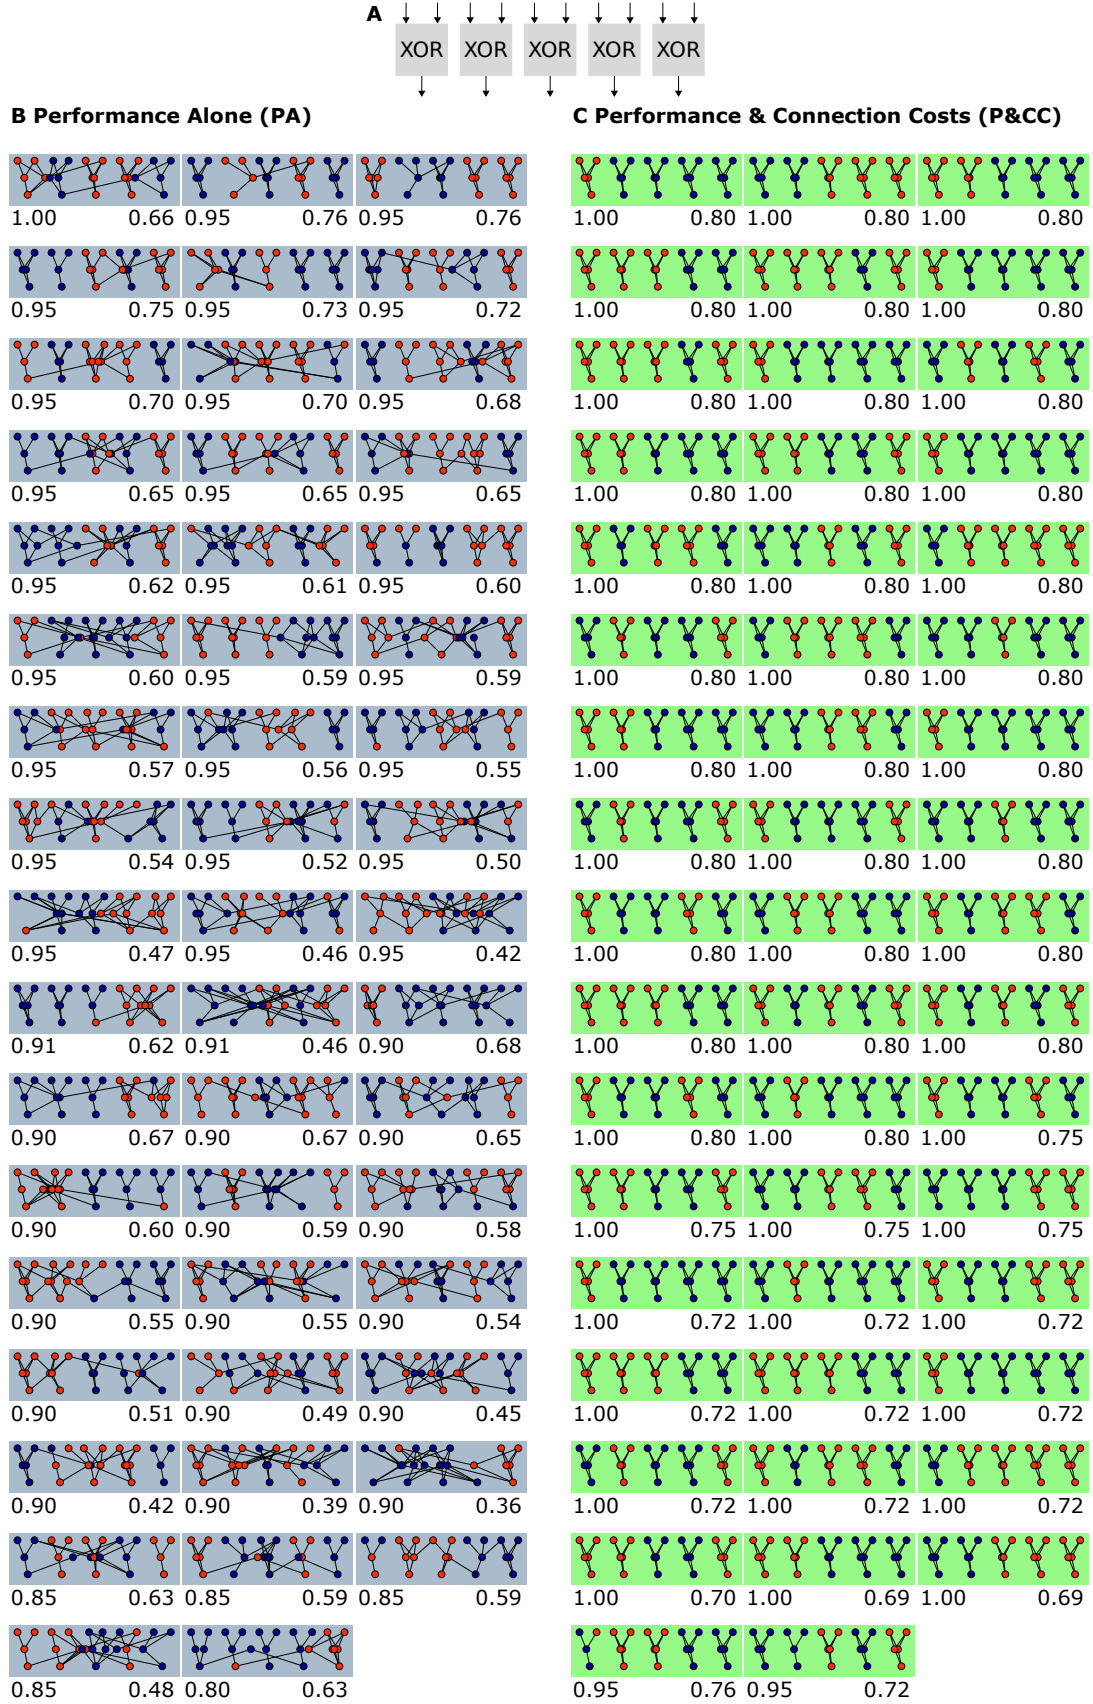 A
XOR XOR XOR XOR XOR
B Performance Alone (PA)
C Performance & Connection Costs (P&CC)
1.00 0.66 0.95 0.76 0.95 0.76 1.00 0.80 1.00 0.80 1.00 0.80
0.95 0.75 0.95 0.73 0.95 0.72 1.00 0.80 1.00 0.80 1.00 0.80
0.95 0.70 0.95 0.70 0.95 0.68 1.00 0.80 1.00 0.80 1.00 0.80
0.95 0.65 0.95 0.65 0.95 0.65 1.00 0.80 1.00 0.80 1.00 0.80
0.95 0.62 0.95 0.61 0.95 0.60 1.00 0.80 1.00 0.80 1.00 0.80
0.95 0.60 0.95 0.59 0.95 0.59 1.00 0.80 1.00 0.80 1.00 0.80
0.95 0.57 0.95 0.56 0.95 0.55 1.00 0.80 1.00 0.80 1.00 0.80
0.95 0.54 0.95 0.52 0.95 0.50 1.00 0.80 1.00 0.80 1.00 0.80
0.95 0.47 0.95 0.46 0.95 0.42 1.00 0.80 1.00 0.80 1.00 0.80
0.91 0.62 0.91 0.46 0.90 0.68 1.00 0.80 1.00 0.80 1.00 0.80
0.90 0.67 0.90 0.67 0.90 0.65 1.00 0.80 1.00 0.80 1.00 0.75
0.90 0.60 0.90 0.59 0.90 0.58 1.00 0.75 1.00 0.75 1.00 0.75
0.90 0.55 0.90 0.55 0.90 0.54 1.00 0.72 1.00 0.72 1.00 0.72
0.90 0.51 0.90 0.49 0.90 0.45 1.00 0.72 1.00 0.72 1.00 0.72
0.90 0.42 0.90 0.39 0.90 0.36 1.00 0.72 1.00 0.72 1.00 0.72
0.85 0.63 0.85 0.59 0.85 0.59 1.00 0.70 1.00 0.69 1.00 0.69
0.85 0.48 0.80 0.63 0.95 0.76 0.95 0.72